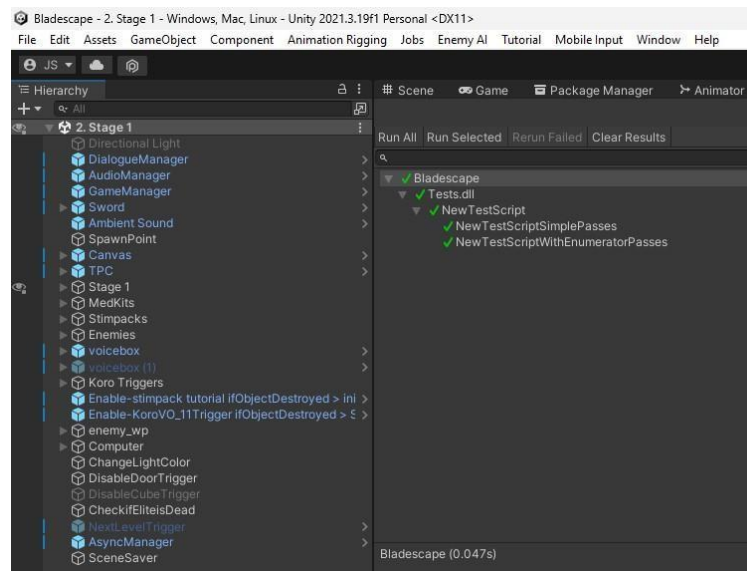 Bladescape - 2. Stage 1 - Windows, Mac, Linux - Unity 2021.3.19f1 Personal <DX11>
File Edit Assets GameObject Component Animation Rigging Jobs Enemy AI Tutorial Mobile Input Window Help
JS
Hierarchy
All
2. Stage 1
Directional Light
DialogueManager
AudioManager
GameManager
Sword
Ambient Sound
SpawnPoint
Canvas
TPC
Stage 1
MedKits
Stimpacks
Enemies
voicebox
voicebox (1)
Koro Triggers
Enable-stimpack tutorial ifObjectDestroyed > ini
Enable-KoroVO_11Trigger ifObjectDestroyed > S
enemy_wp
Computer
ChangeLightColor
DisableDoorTrigger
DisableCubeTrigger
CheckifEliteisDead
NextLevelTrigger
AsyncManager
SceneSaver
Scene Game Package Manager Animator
Run All Run Selected Rerun Failed Clear Results
Bladescape
Tests.dll
NewTestScript
NewTestScriptSimplePasses
NewTestScriptWithEnumeratorPasses
Bladescape (0.047s)